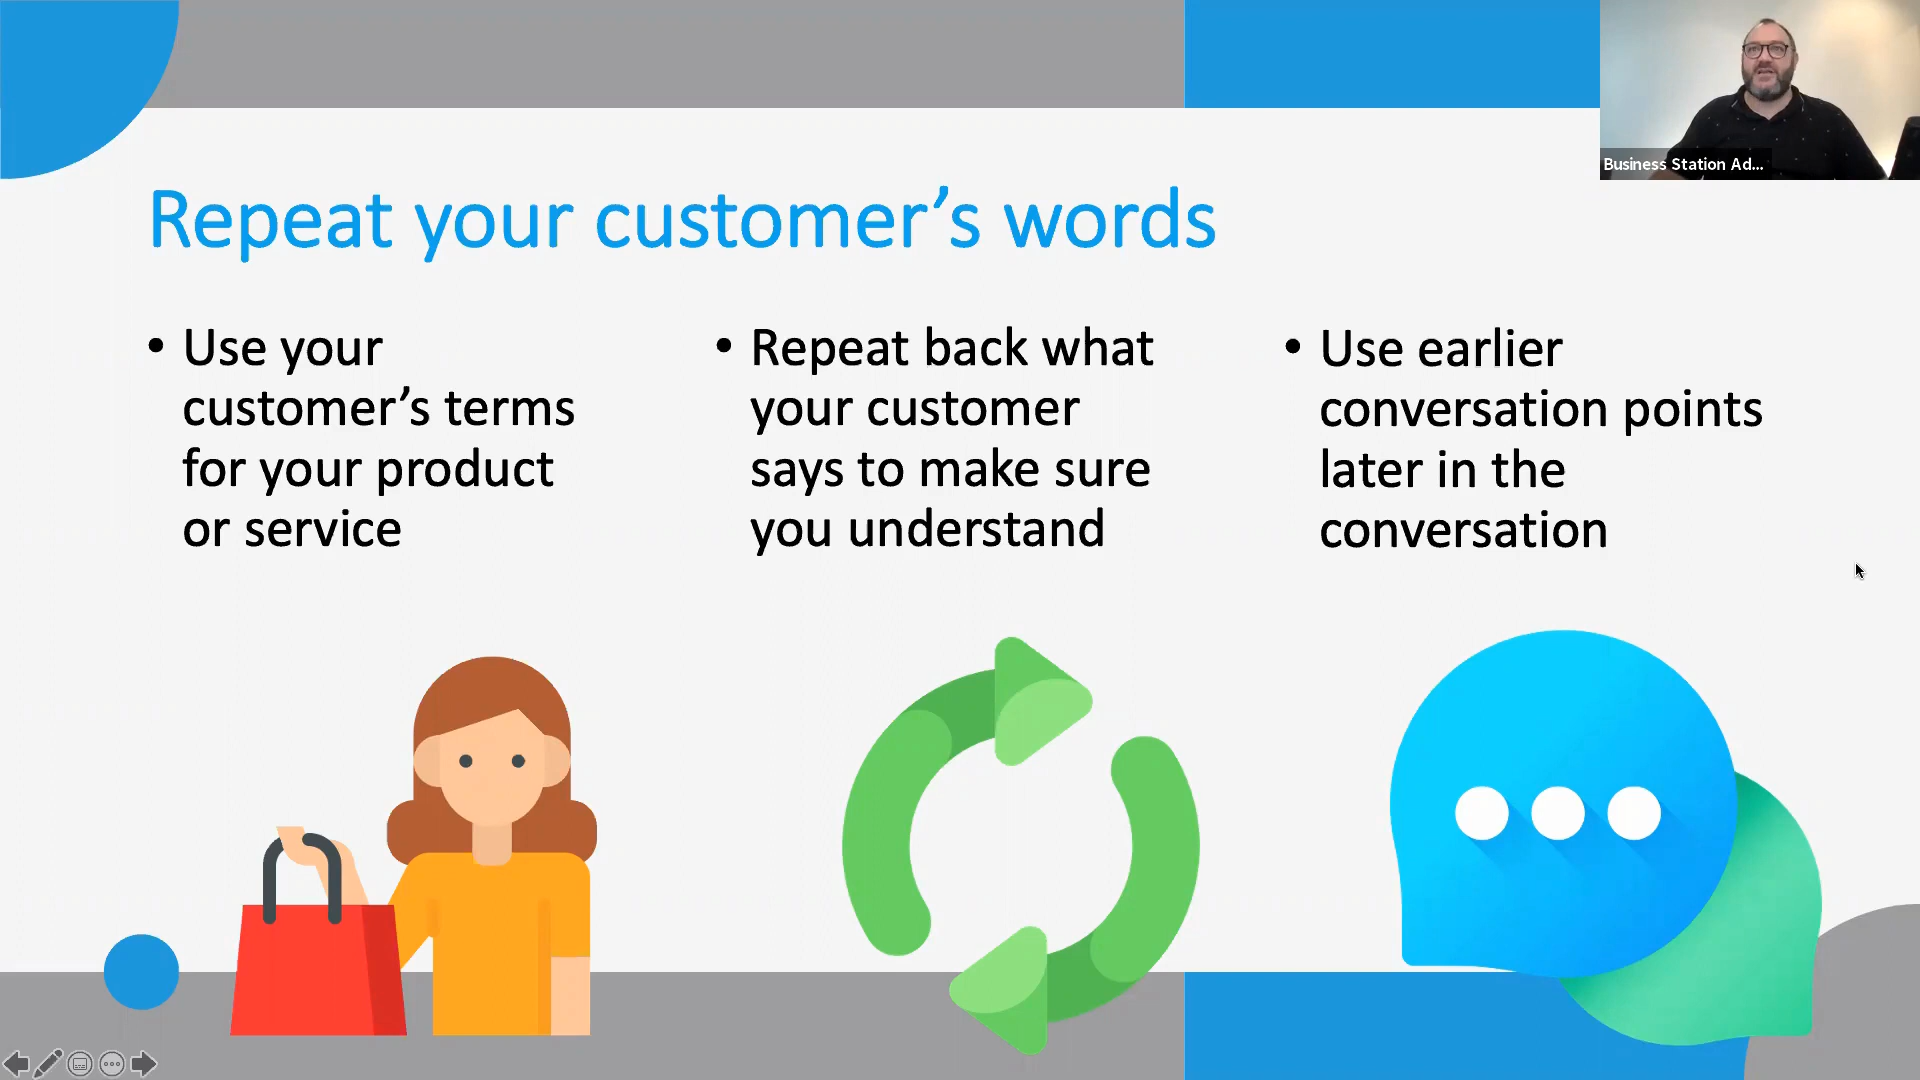 Business Station Ad...
Repeat your customer’s words
• Use your
customer’s terms
for your product
or service
• Repeat back what
your customer
says to make sure
you understand
• Use earlier
conversation points
later in the
conversation